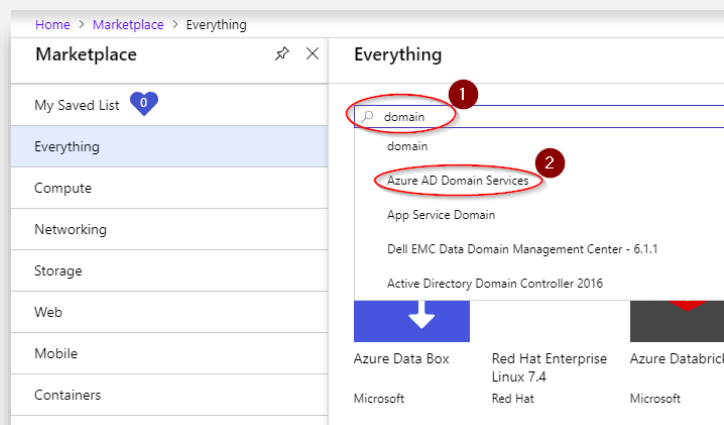 Home > Marketplace > Everything
Marketplace
My Saved List 0
Everything
Compute
Networking
Storage
Web
Mobile
Containers
Everything
1
domain
domain
2
Azure AD Domain Services
App Service Domain
Dell EMC Data Domain Management Center - 6.1.1
Active Directory Domain Controller 2016
Azure Data Box
Microsoft
Red Hat Enterprise
Linux 7.4
Red Hat
Azure Databrick
Microsoft